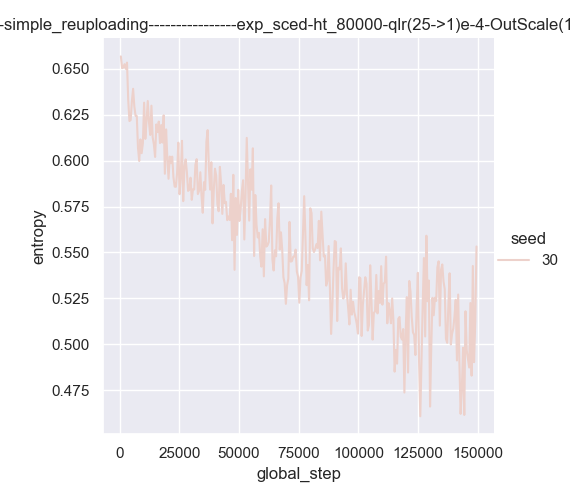 -simple_reuploading----------------exp_sced-ht_80000-qlr(25->1)e-4-OutScale(1
0.650
0.625
0.600
0.575
0.550
0.525
0.500
0.475
entropy
0 25000 50000 75000 100000 125000 150000
global_step
seed
30